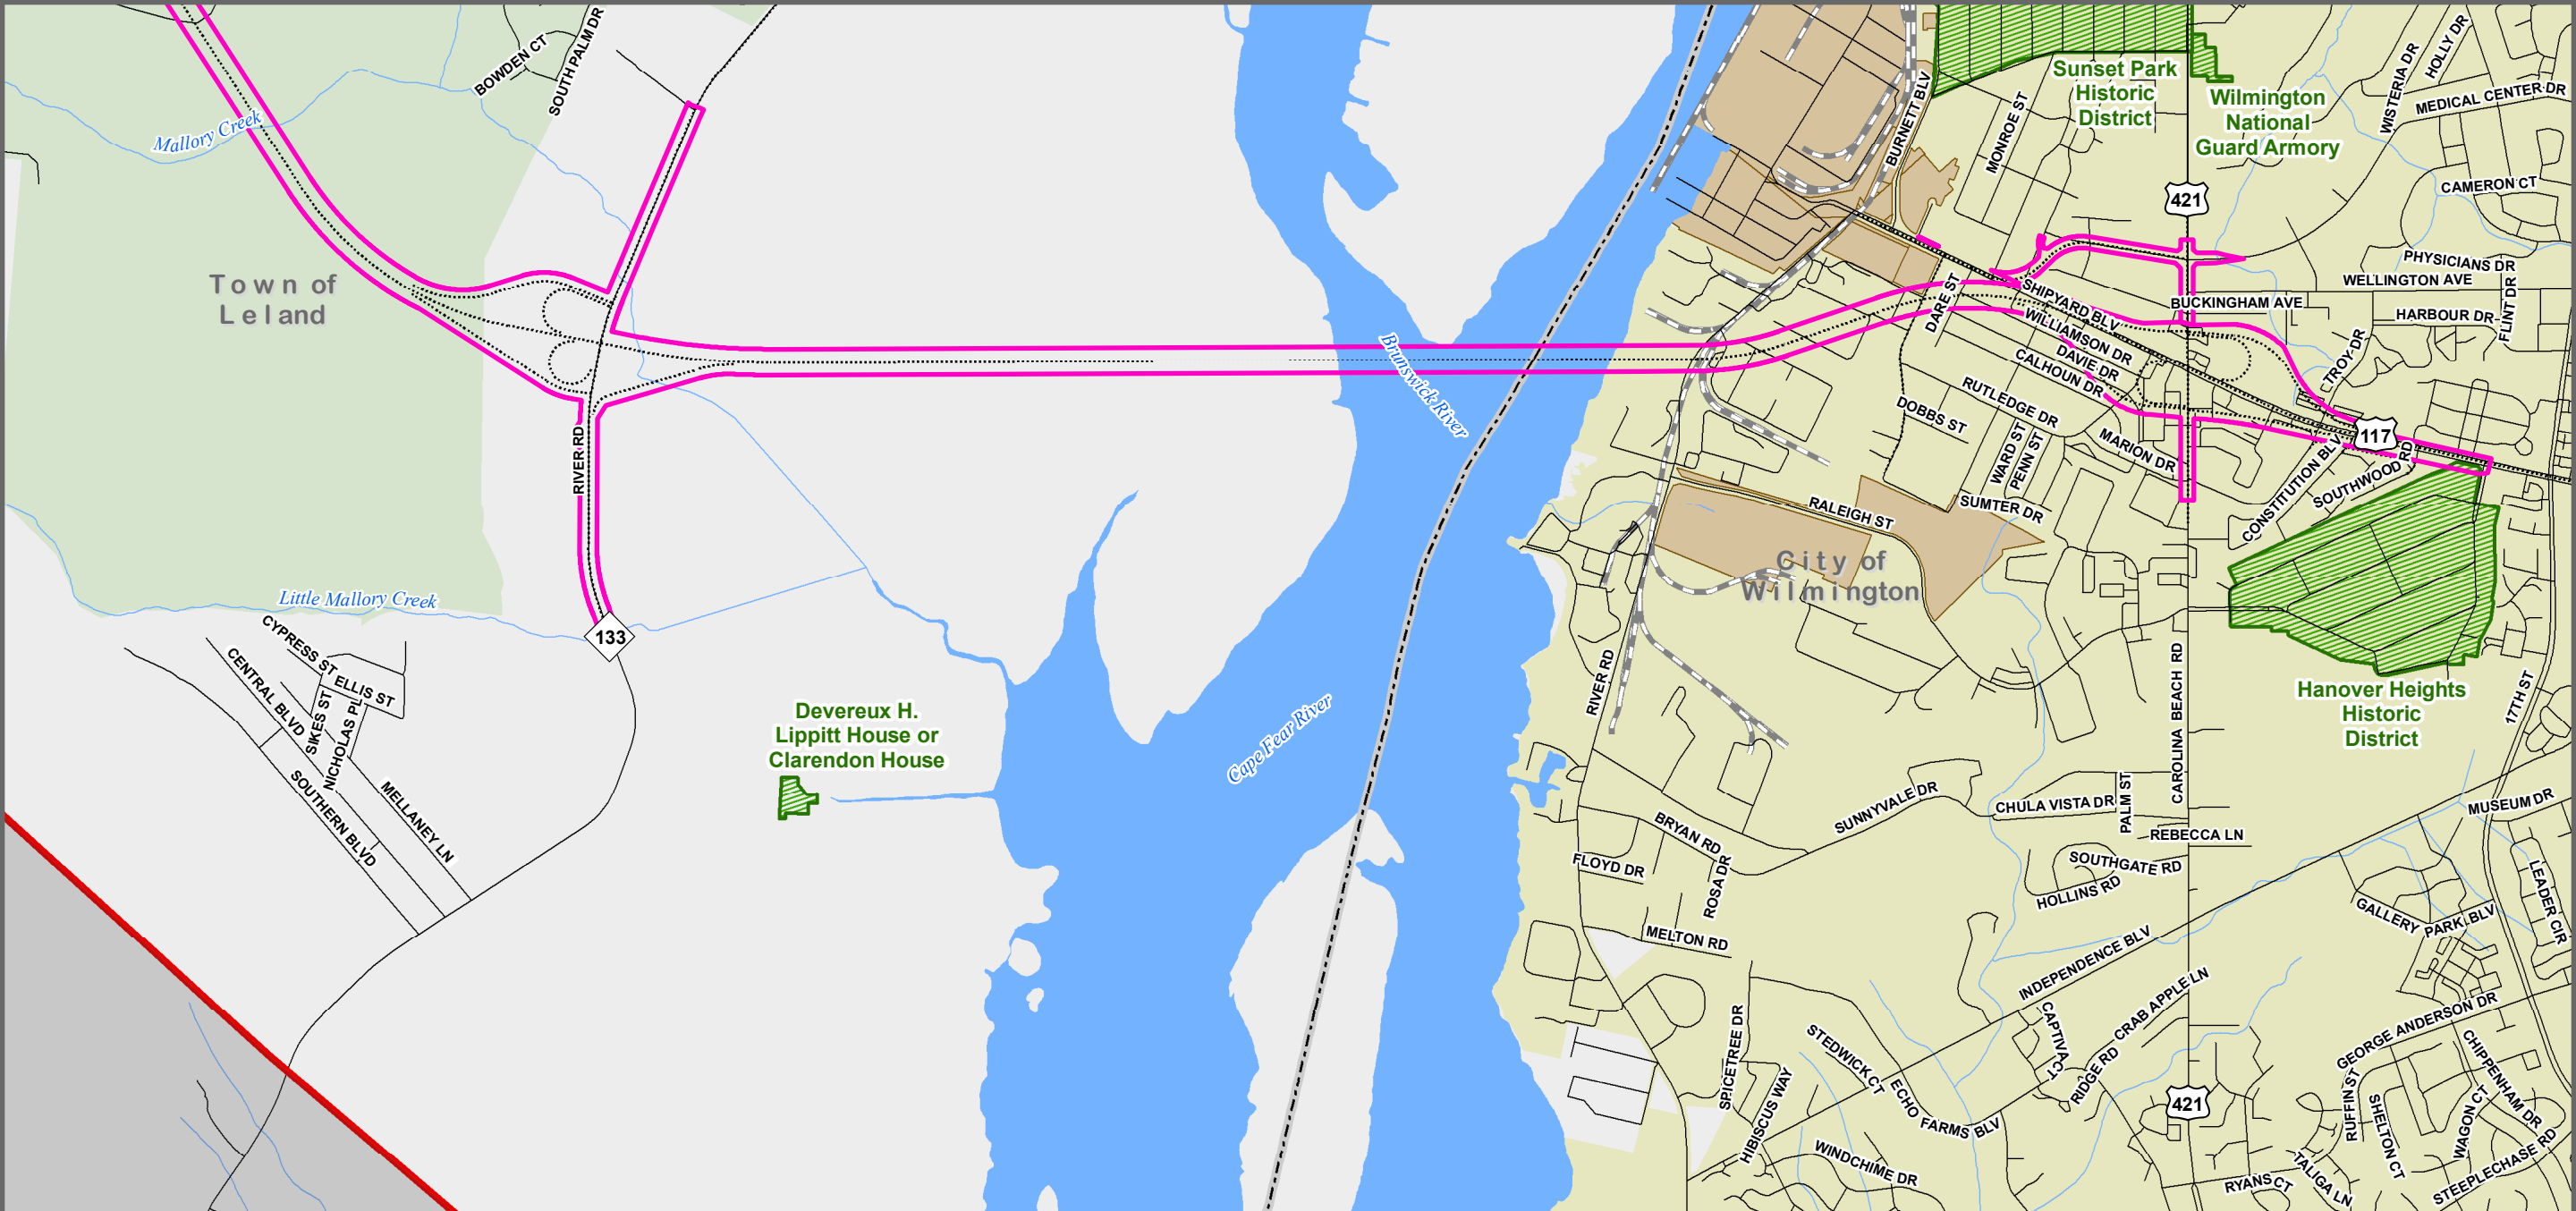 BOWDEN CT
SOUTH PALM DR
Mallory Creek
Town of
Leland
RIVER RD
Little Mallory Creek
133
CYPRESS ST
ELLIS ST
CENTRAL BLVD
SIKES ST
NICHOLAS PL
SOUTHERN BLVD
MELLANEY LN
Devereux H.
Lippitt House or
Clarendon House
Brunswick River
Cape Fear River
Sunset Park
Historic
District
Wilmington
National
Guard Armory
BURNETT BLV
MONROE ST
421
WISTERIA DR
HOLLY DR
MEDICAL CENTER DR
CAMERON CT
PHYSICIANS DR
WELLINGTON AVE
BUCKINGHAM AVE
HARBOUR DR
FLINT DR
TROY DR
DARE ST
SHIPYARD BLV
WILLIAMSON DR
DAVIE DR
CALHOUN DR
RUTLEDGE DR
DOBBS ST
WARD ST
PENN ST
MARION DR
117
CONSTITUTION BLV
SOUTHWOOD RD
RALEIGH ST
SUMTER DR
City of
Wilmington
RIVER RD
CAROLINA BEACH RD
Hanover Heights
Historic
District
17TH ST
BRYAN RD
FLOYD DR
ROSA DR
MELTON RD
SUNNYVALE DR
CHULA VISTA DR
PALM ST
REBECCA LN
SOUTHGATE RD
HOLLINS RD
MUSEUM DR
LEADER CIR
GALLERY PARK BLV
INDEPENDENCE BLV
SPICETREE DR
HIBISCUS WAY
STEDWICK CT
ECHO FARMS BLV
WINDCHIME DR
CAPTIVA CT
RIDGE RD
CRAB APPLE LN
421
GEORGE ANDERSON DR
CHIPPENHAM DR
RUFFIN ST
SHELTON CT
WAGON CT
STEEPLECHASE RD
TALIGA LN
RYANS CT